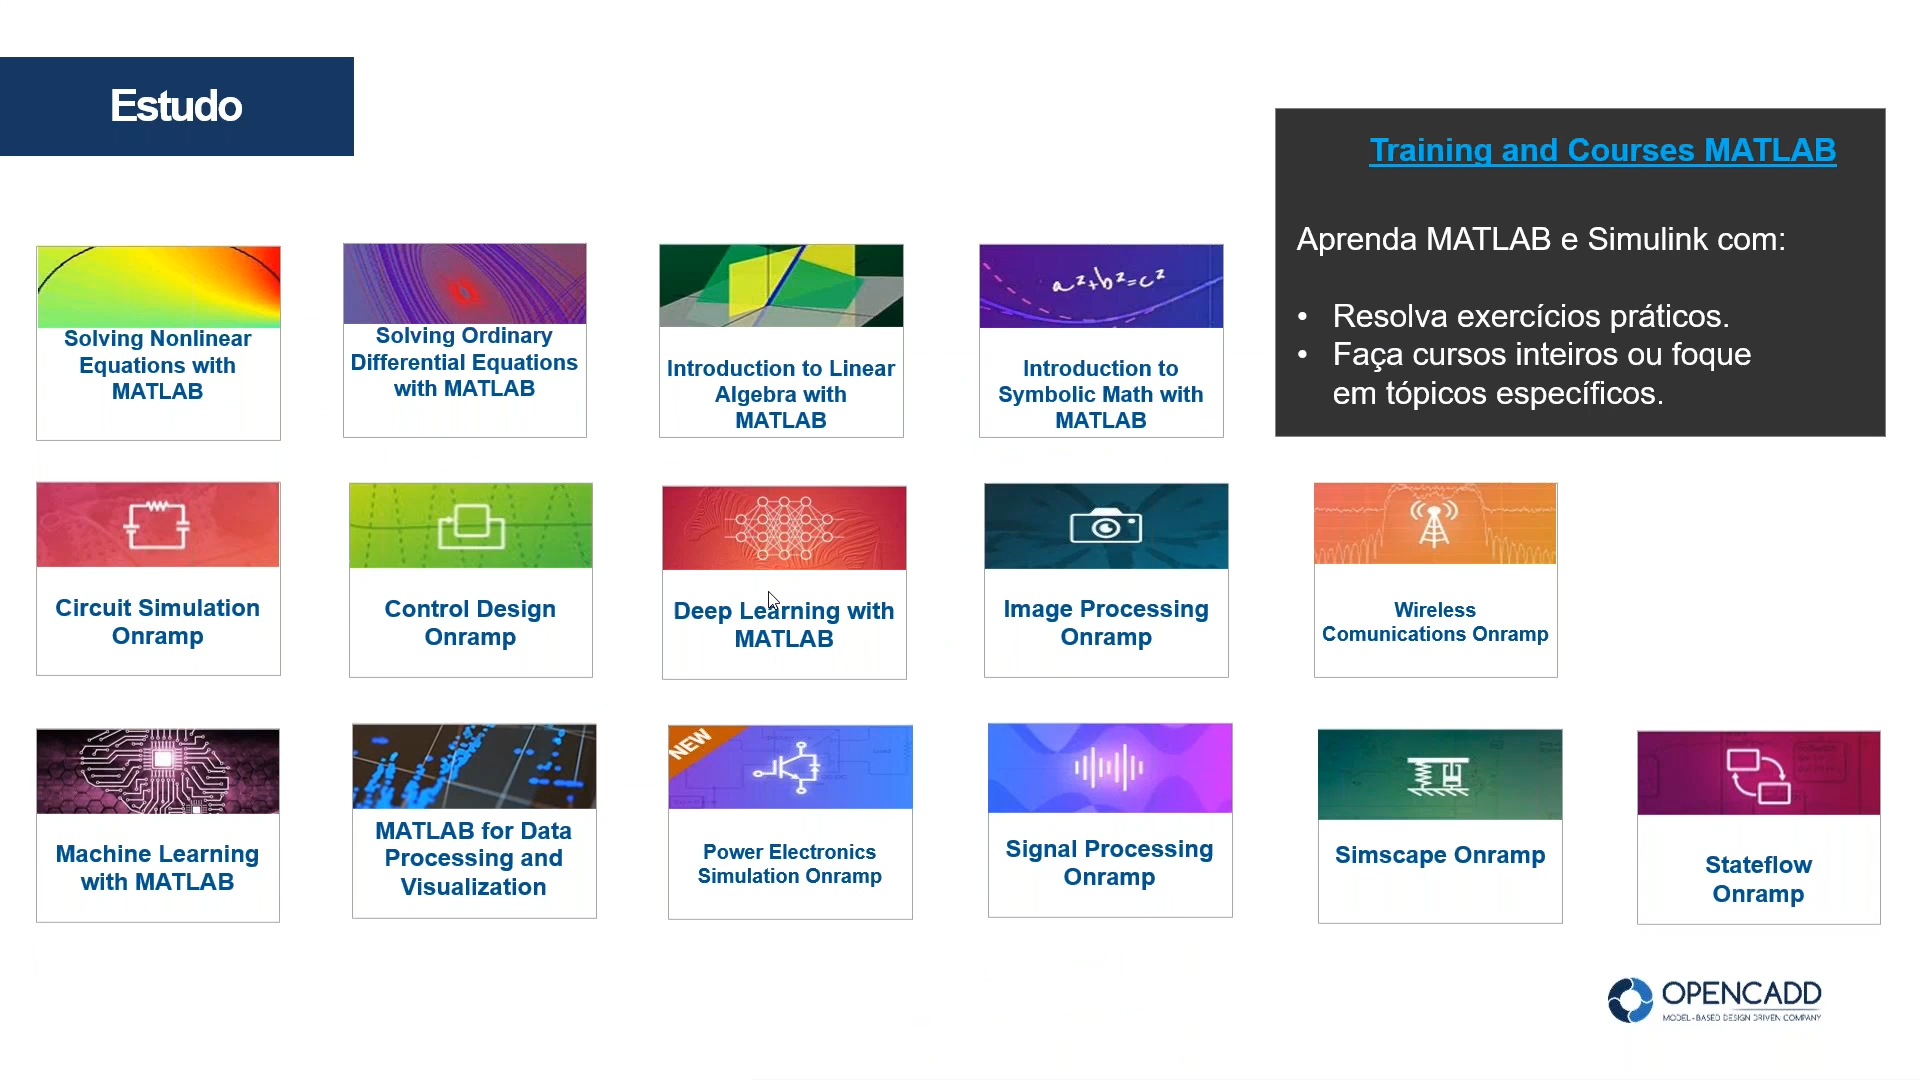 Estudo
Training and Courses MATLAB
Aprenda MATLAB e Simulink com:
• Resolva exercícios práticos.
• Faça cursos inteiros ou foque
em tópicos específicos.
Solving Nonlinear
Equations with
MATLAB
Solving Ordinary
Differential Equations
with MATLAB
Introduction to Linear
Algebra with
MATLAB
a²+b²=c²
Introduction to
Symbolic Math with
MATLAB
Circuit Simulation
Onramp
Control Design
Onramp
Deep Learning with
MATLAB
Image Processing
Onramp
Wireless
Comunications Onramp
Machine Learning
with MATLAB
MATLAB for Data
Processing and
Visualization
NEW
Power Electronics
Simulation Onramp
Signal Processing
Onramp
Simscape Onramp
Stateflow
Onramp
OPENCADD
MODEL-BASED DESIGN DRIVEN COMPANY